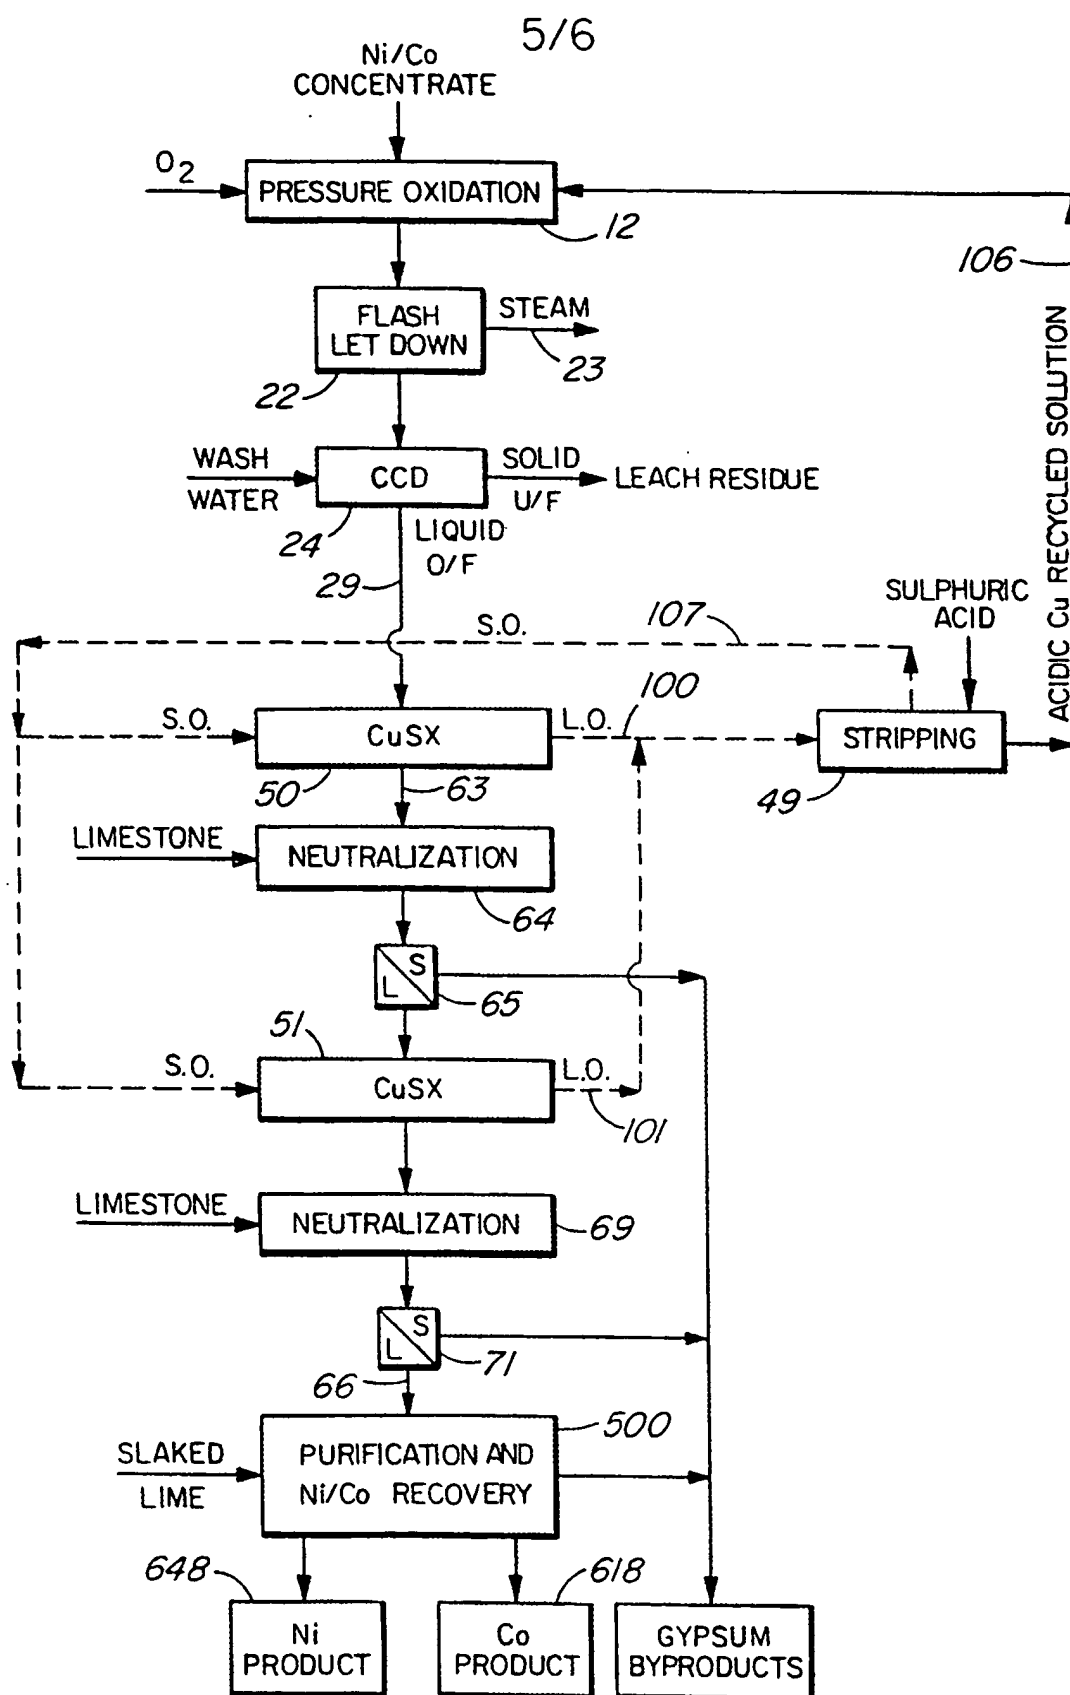 5/6
Ni/Co
CONCENTRATE
O2
PRESSURE OXIDATION
12
106
FLASH
LET DOWN
STEAM
23
22
ACIDIC Cu RECYCLED SOLUTION
WASH
WATER
CCD
SOLID
U/F
LEACH RESIDUE
24
LIQUID
O/F
29
SULPHURIC
ACID
S.O.
107
S.O.
CuSX
L.O.
100
STRIPPING
50
63
49
LIMESTONE
NEUTRALIZATION
64
S
L
65
51
S.O.
CuSX
L.O.
101
LIMESTONE
NEUTRALIZATION
69
S
L
71
66
500
SLAKED
LIME
PURIFICATION AND
Ni/Co RECOVERY
648
618
Ni
PRODUCT
Co
PRODUCT
GYPSUM
BYPRODUCTS